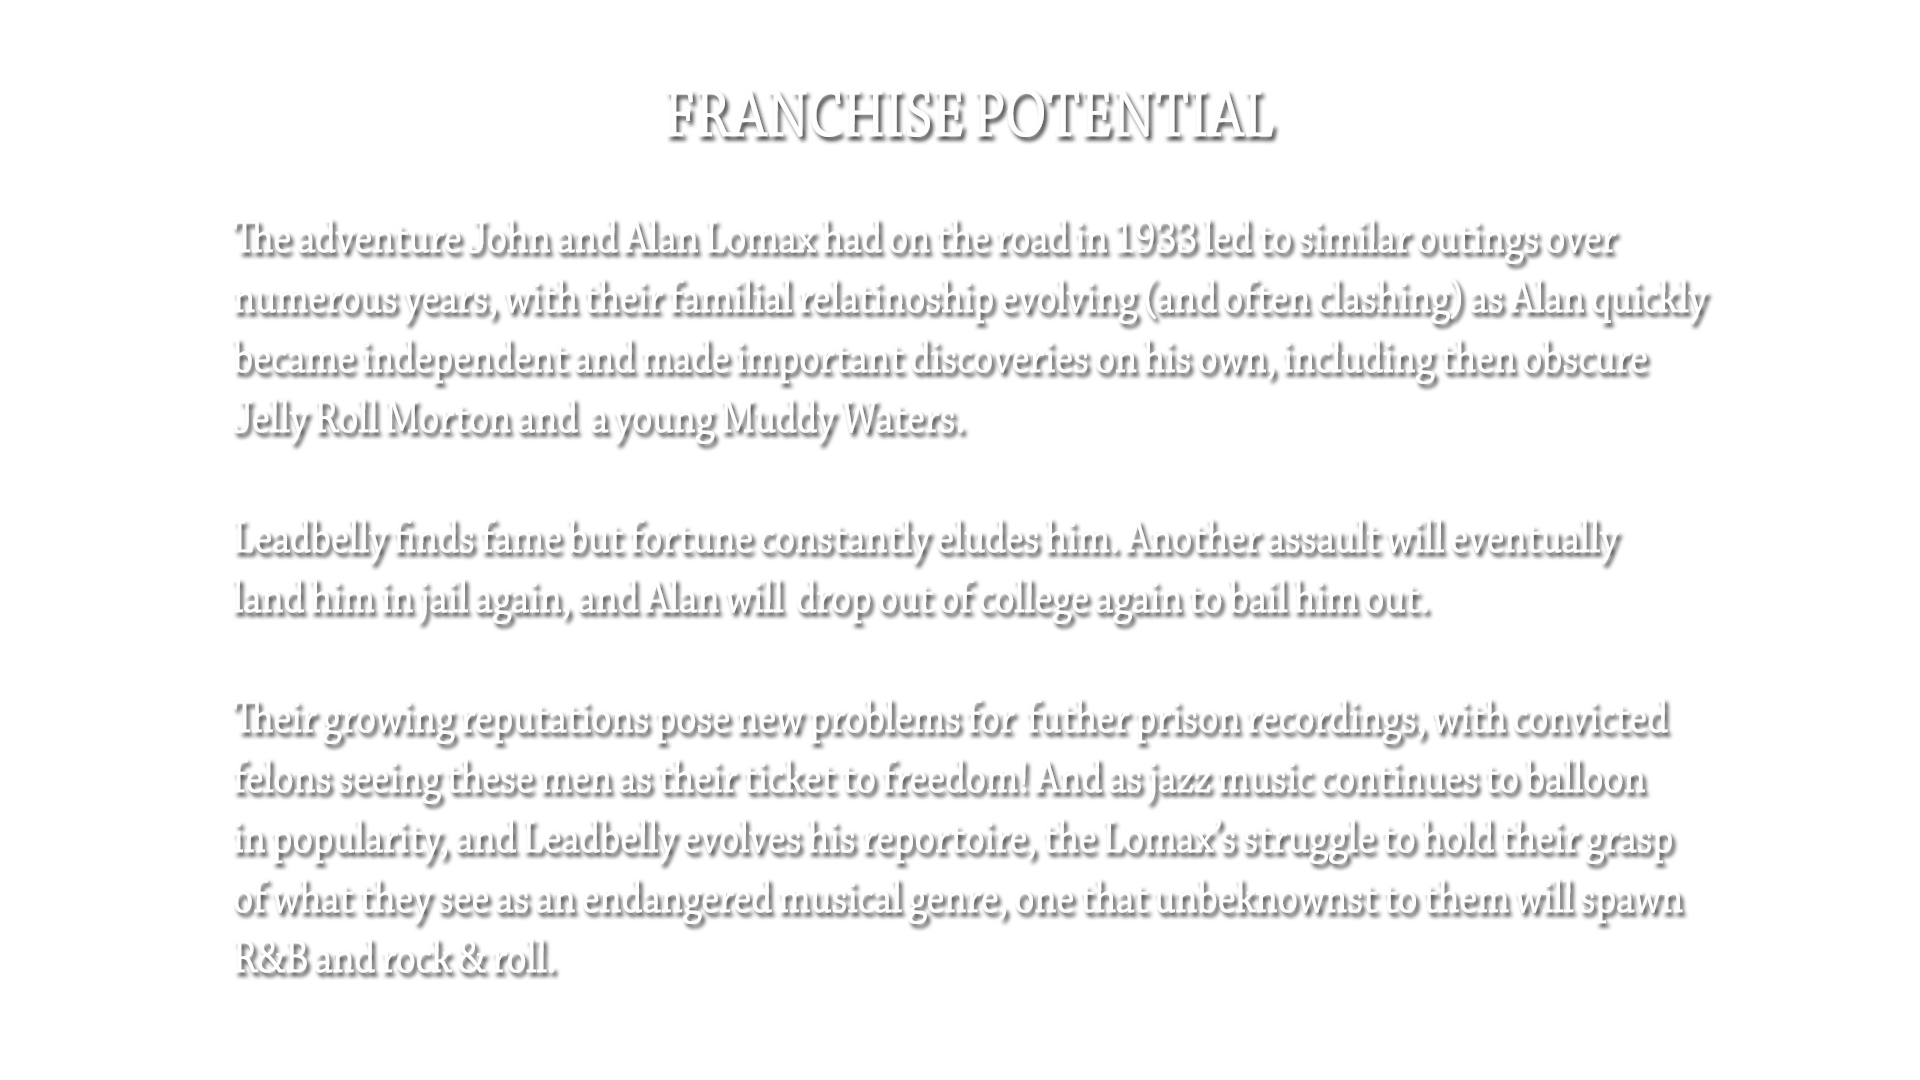 FRANCHISE POTENTIAL
The adventure John and Alan Lomax had on the road in 1933 led to similar outings over
numerous years, with their familial relatinoship evolving (and often clashing) as Alan quickly
became independent and made important discoveries on his own, including then obscure
Jelly Roll Morton and  a young Muddy Waters.
Leadbelly finds fame but fortune constantly eludes him. Another assault will eventually
land him in jail again, and Alan will  drop out of college again to bail him out.
Their growing reputations pose new problems for  futher prison recordings, with convicted
felons seeing these men as their ticket to freedom! And as jazz music continues to balloon
in popularity, and Leadbelly evolves his reportoire, the Lomax’s struggle to hold their grasp
of what they see as an endangered musical genre, one that unbeknownst to them will spawn
R&B and rock & roll.